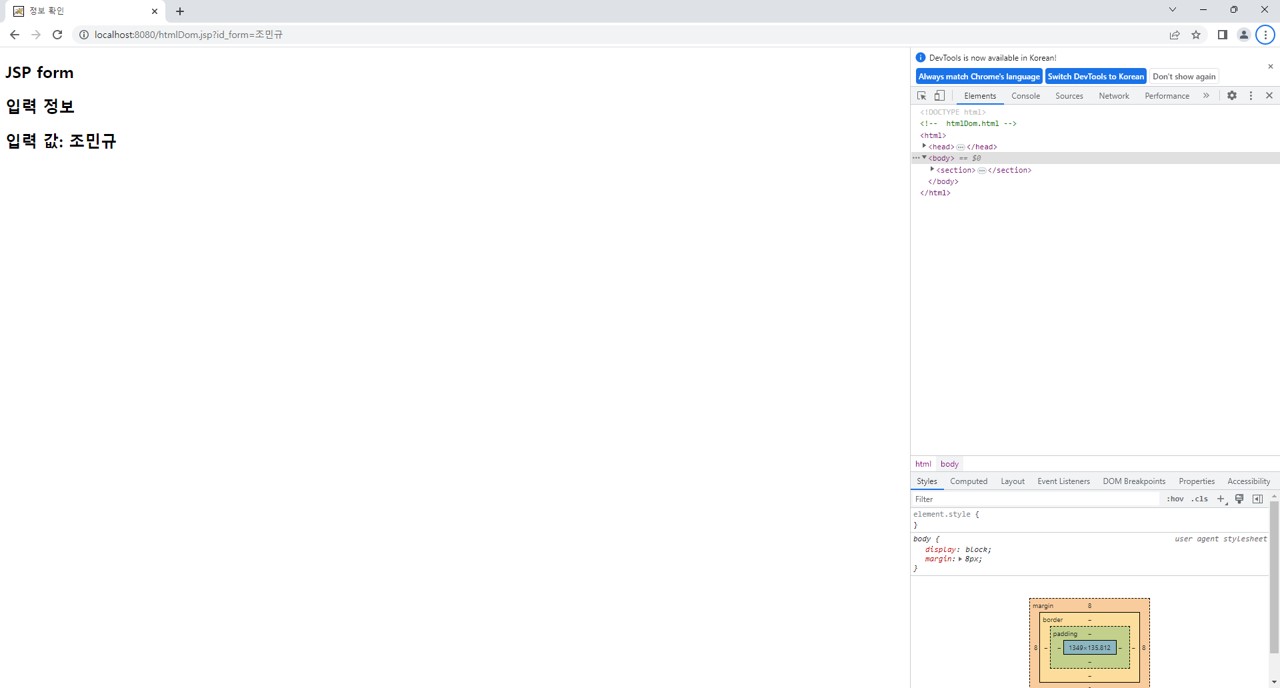 정보 확인
localhost:8080/htmlDom.jsp?id_form=조민규
JSP form
입력 정보
입력 값: 조민규
DevTools is now available in Korean!
Always match Chrome's language Switch DevTools to Korean Don't show again
Elements Console Sources Network Performance »
<!DOCTYPE html>
<!-- htmlDom.html -->
<html>
<head>…</head>
<body> == $0
<section>…</section>
</body>
</html>
html body
Styles Computed Layout Event Listeners DOM Breakpoints Properties Accessibility
Filter :hov .cls +
element.style {
}
body { user agent stylesheet
display: block;
margin: 8px;
}
margin 8
border –
padding –
8 – – 1349×135.812 – – 8
–
–